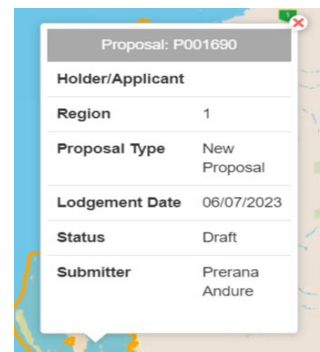 Proposal: P001690
Holder/Applicant
Region 1
Proposal Type New
Proposal
Lodgement Date 06/07/2023
Status Draft
Submitter Prerana
Andure